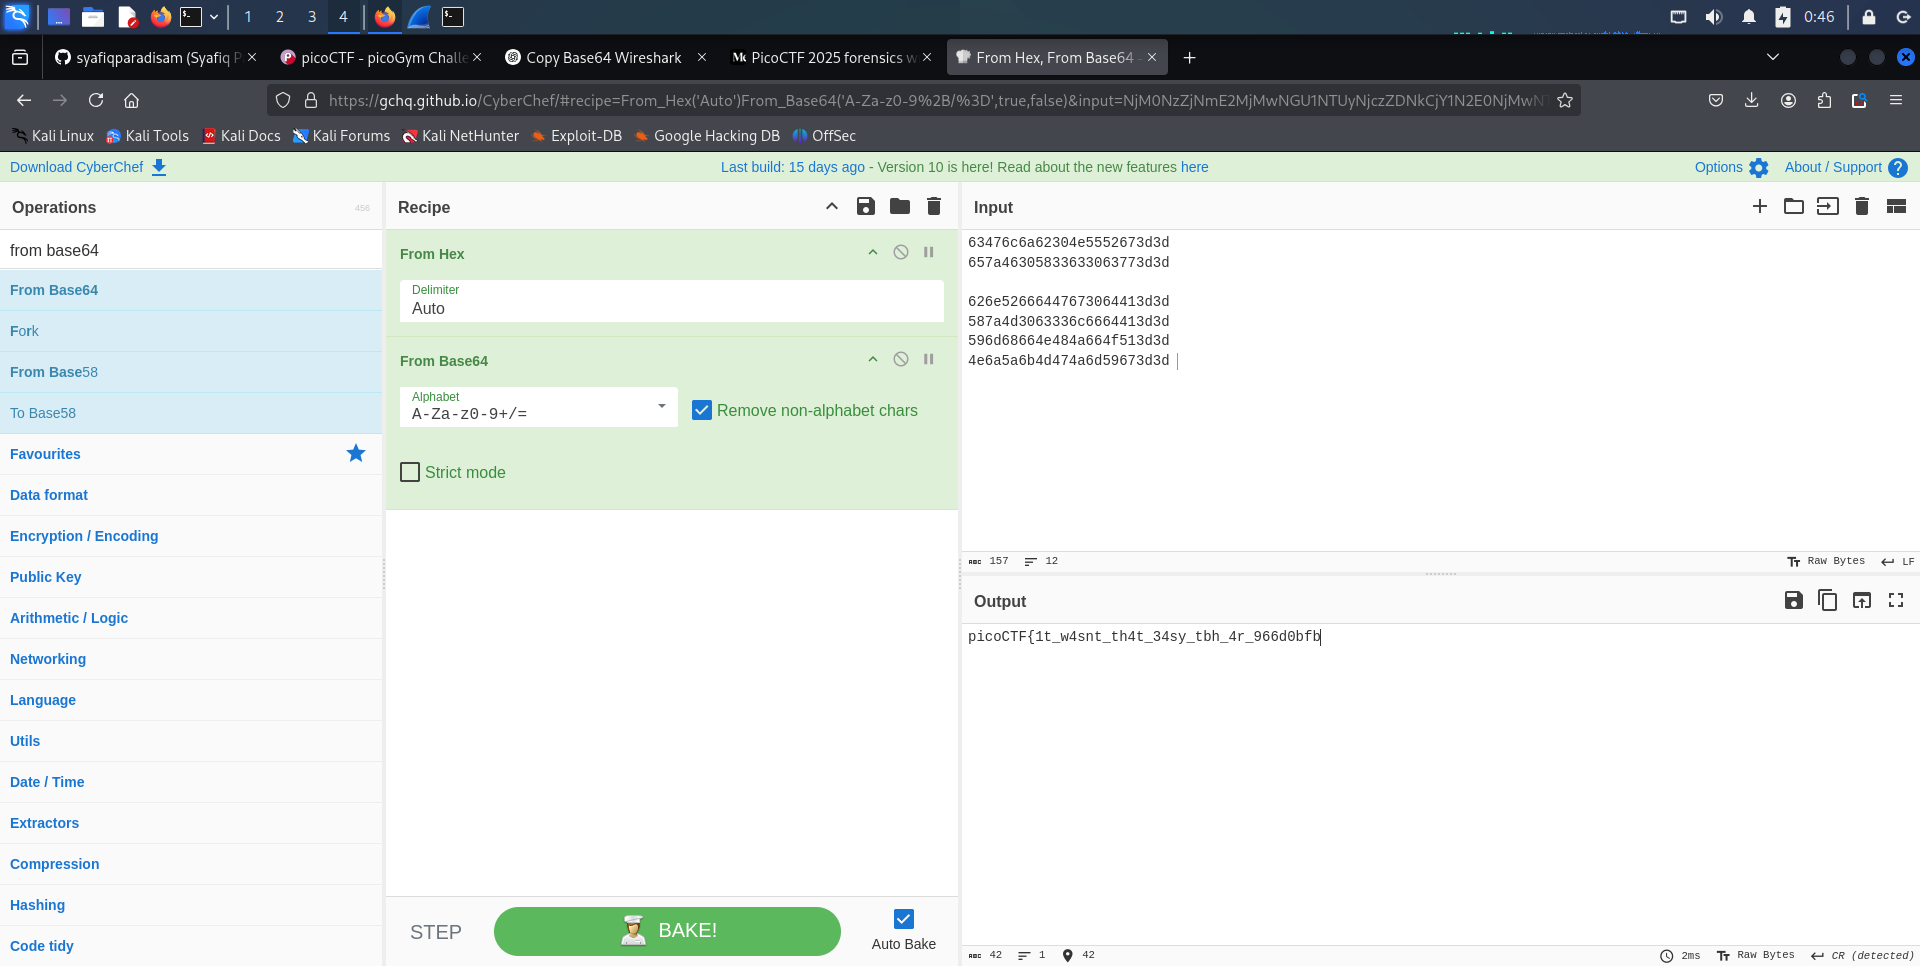 1
2
3
4
0:46
syafiqparadisam (Syafiq P
picoCTF - picoGym Challe
Copy Base64 Wireshark
PicoCTF 2025 forensics w
From Hex, From Base64 -
https://gchq.github.io/CyberChef/#recipe=From_Hex('Auto')From_Base64('A-Za-z0-9%2B/%3D',true,false)&input=NjM0NzZjNmE2MjMwNGU1NTUyNjczZDNkCjY1N2E0NjMwN
Kali Linux
Kali Tools
Kali Docs
Kali Forums
Kali NetHunter
Exploit-DB
Google Hacking DB
OffSec
Download CyberChef
Last build: 15 days ago - Version 10 is here! Read about the new features here
Options
About / Support
Operations
456
from base64
From Base64
Fork
From Base58
To Base58
Favourites
Data format
Encryption / Encoding
Public Key
Arithmetic / Logic
Networking
Language
Utils
Date / Time
Extractors
Compression
Hashing
Code tidy
Recipe
From Hex
Delimiter
Auto
From Base64
Alphabet
A-Za-z0-9+/=
Remove non-alphabet chars
Strict mode
STEP
BAKE!
Auto Bake
Input
63476c6a62304e5552673d3d
657a46305833633063773d3d
626e52666447673064413d3d
587a4d3063336c6664413d3d
596d68664e484a664f513d3d
4e6a5a6b4d474a6d59673d3d
ABC 157
12
Raw Bytes
LF
Output
picoCTF{1t_w4snt_th4t_34sy_tbh_4r_966d0bfb
ABC 42
1
42
2ms
Raw Bytes
CR (detected)